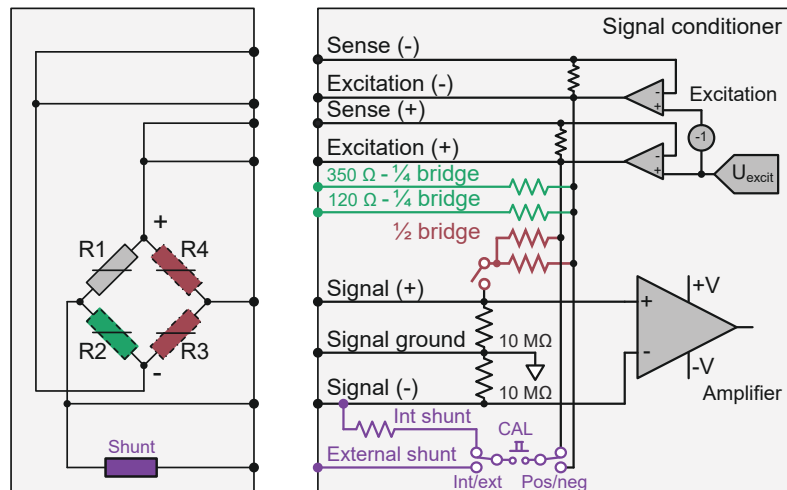 Signal conditioner
Sense (-)
Excitation (-)
Excitation
Sense (+)
-1
Excitation (+)
Uexcit
350 Ω - ¼ bridge
120 Ω - ¼ bridge
½ bridge
+
R1
R4
R2
R3
-
Signal (+)
+V
+
Signal ground
10 MΩ
-
-V
Signal (-)
10 MΩ
Amplifier
Int shunt
Shunt
CAL
External shunt
Int/ext
Pos/neg
-
+
-
+